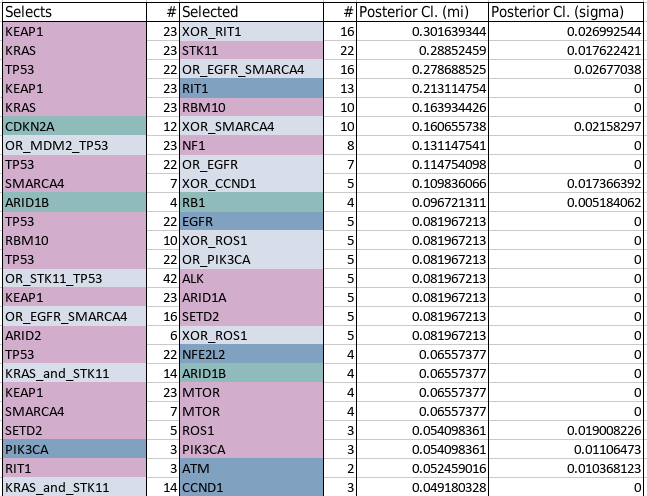 Selects # Selected # Posterior Cl. (mi) Posterior Cl. (sigma)
KEAP1 23 XOR_RIT1 16 0.301639344 0.026992544
KRAS 23 STK11 22 0.28852459 0.017622421
TP53 22 OR_EGFR_SMARCA4 16 0.278688525 0.02677038
KEAP1 23 RIT1 13 0.213114754 0
KRAS 23 RBM10 10 0.163934426 0
CDKN2A 12 XOR_SMARCA4 10 0.160655738 0.02158297
OR_MDM2_TP53 23 NF1 8 0.131147541 0
TP53 22 OR_EGFR 7 0.114754098 0
SMARCA4 7 XOR_CCND1 5 0.109836066 0.017366392
ARID1B 4 RB1 4 0.096721311 0.005184062
TP53 22 EGFR 5 0.081967213 0
RBM10 10 XOR_ROS1 5 0.081967213 0
TP53 22 OR_PIK3CA 5 0.081967213 0
OR_STK11_TP53 42 ALK 5 0.081967213 0
KEAP1 23 ARID1A 5 0.081967213 0
OR_EGFR_SMARCA4 16 SETD2 5 0.081967213 0
ARID2 6 XOR_ROS1 5 0.081967213 0
TP53 22 NFE2L2 4 0.06557377 0
KRAS_and_STK11 14 ARID1B 4 0.06557377 0
KEAP1 23 MTOR 4 0.06557377 0
SMARCA4 7 MTOR 4 0.06557377 0
SETD2 5 ROS1 3 0.054098361 0.019008226
PIK3CA 3 PIK3CA 3 0.054098361 0.01106473
RIT1 3 ATM 2 0.052459016 0.010368123
KRAS_and_STK11 14 CCND1 3 0.049180328 0